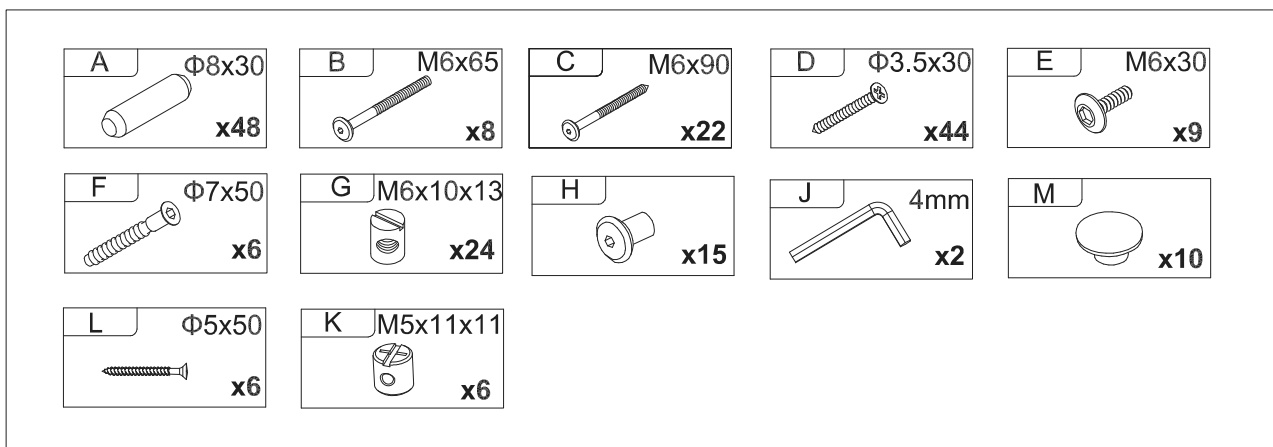 A Φ8x30
x48
B M6x65
x8
C M6x90
x22
D Φ3.5x30
x44
E M6x30
x9
F Φ7x50
x6
G M6x10x13
x24
H
x15
J 4mm
x2
M
x10
L Φ5x50
x6
K M5x11x11
x6